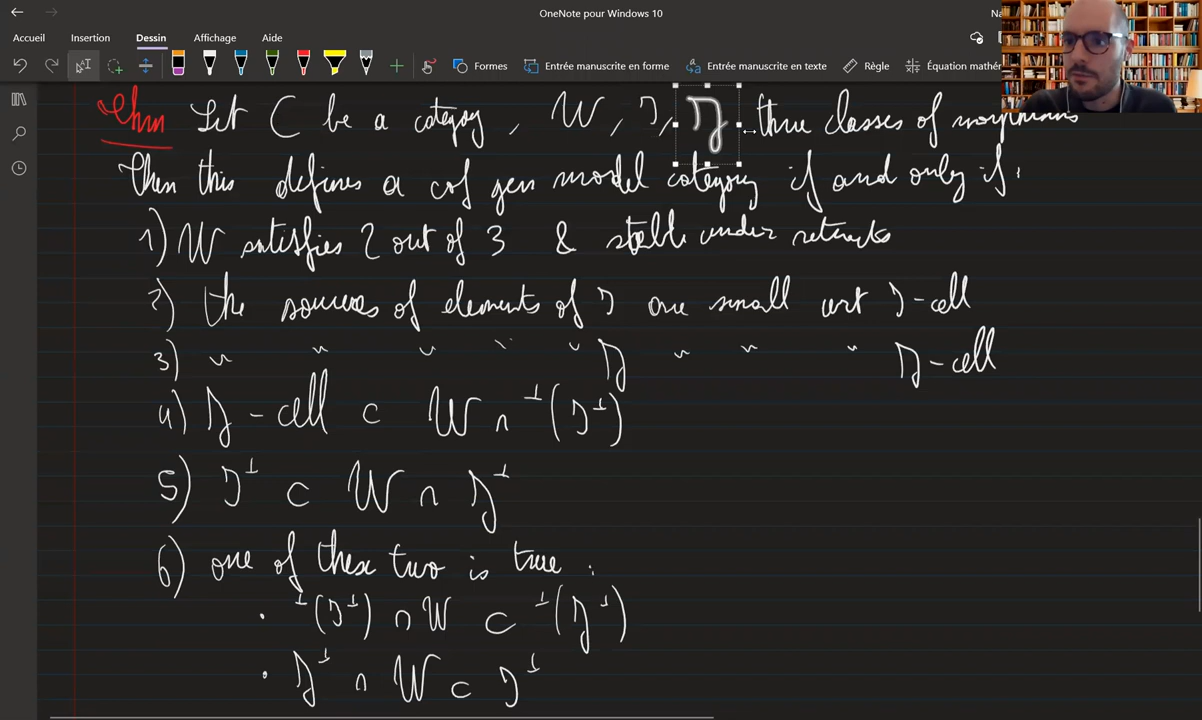 OneNote pour Windows 10
Accueil Insertion Dessin Affichage Aide
Formes Entrée manuscrite en forme Entrée manuscrite en texte Règle Équation mathé
Thm Let C be a category, W, I, J three classes of morphisms
Then this defines a cof gen model category if and only if:
1) W satisfies 2 out of 3 & stable under retracts
2) the sources of elements of I are small wrt I-cell
3) " " " " " J " " " J-cell
4) J-cell ⊂ W ∩ ⊥(I⊥)
5) I⊥ ⊂ W ∩ J⊥
6) one of these two is true:
· ⊥(I⊥) ∩ W ⊂ ⊥(J⊥)
· J⊥ ∩ W ⊂ I⊥